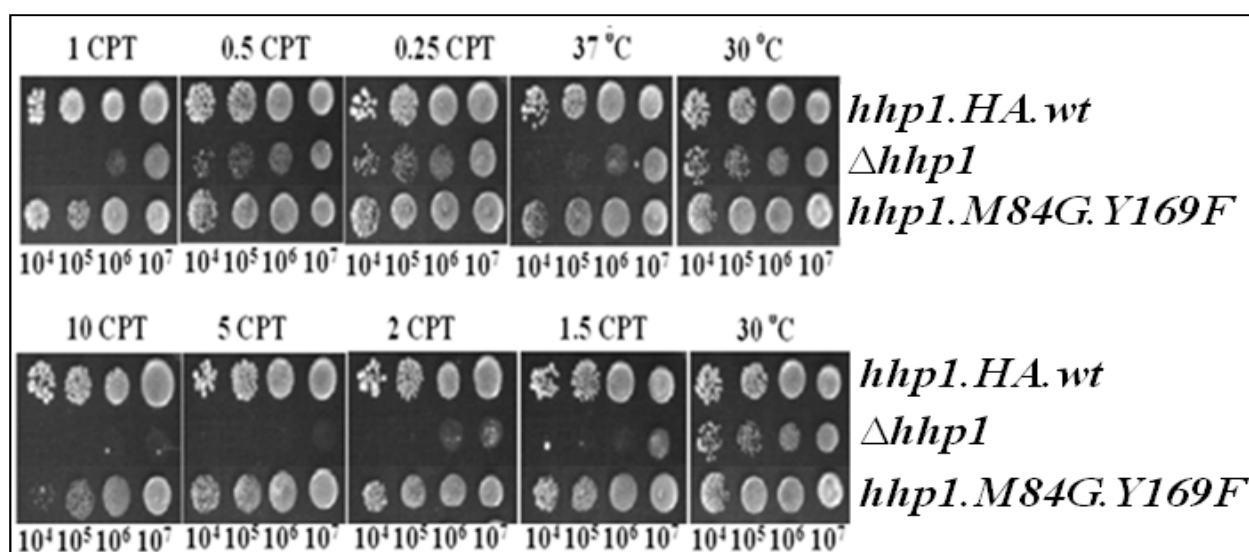 1 CPT 0.5 CPT 0.25 CPT 37 °C 30 °C
hhp1.HA.wt
Δhhp1
hhp1.M84G.Y169F
10⁴ 10⁵ 10⁶ 10⁷ 10⁴ 10⁵ 10⁶ 10⁷ 10⁴ 10⁵ 10⁶ 10⁷ 10⁴ 10⁵ 10⁶ 10⁷ 10⁴ 10⁵ 10⁶ 10⁷
10 CPT 5 CPT 2 CPT 1.5 CPT 30 °C
hhp1.HA.wt
Δhhp1
hhp1.M84G.Y169F
10⁴ 10⁵ 10⁶ 10⁷ 10⁴ 10⁵ 10⁶ 10⁷ 10⁴ 10⁵ 10⁶ 10⁷ 10⁴ 10⁵ 10⁶ 10⁷ 10⁴ 10⁵ 10⁶ 10⁷